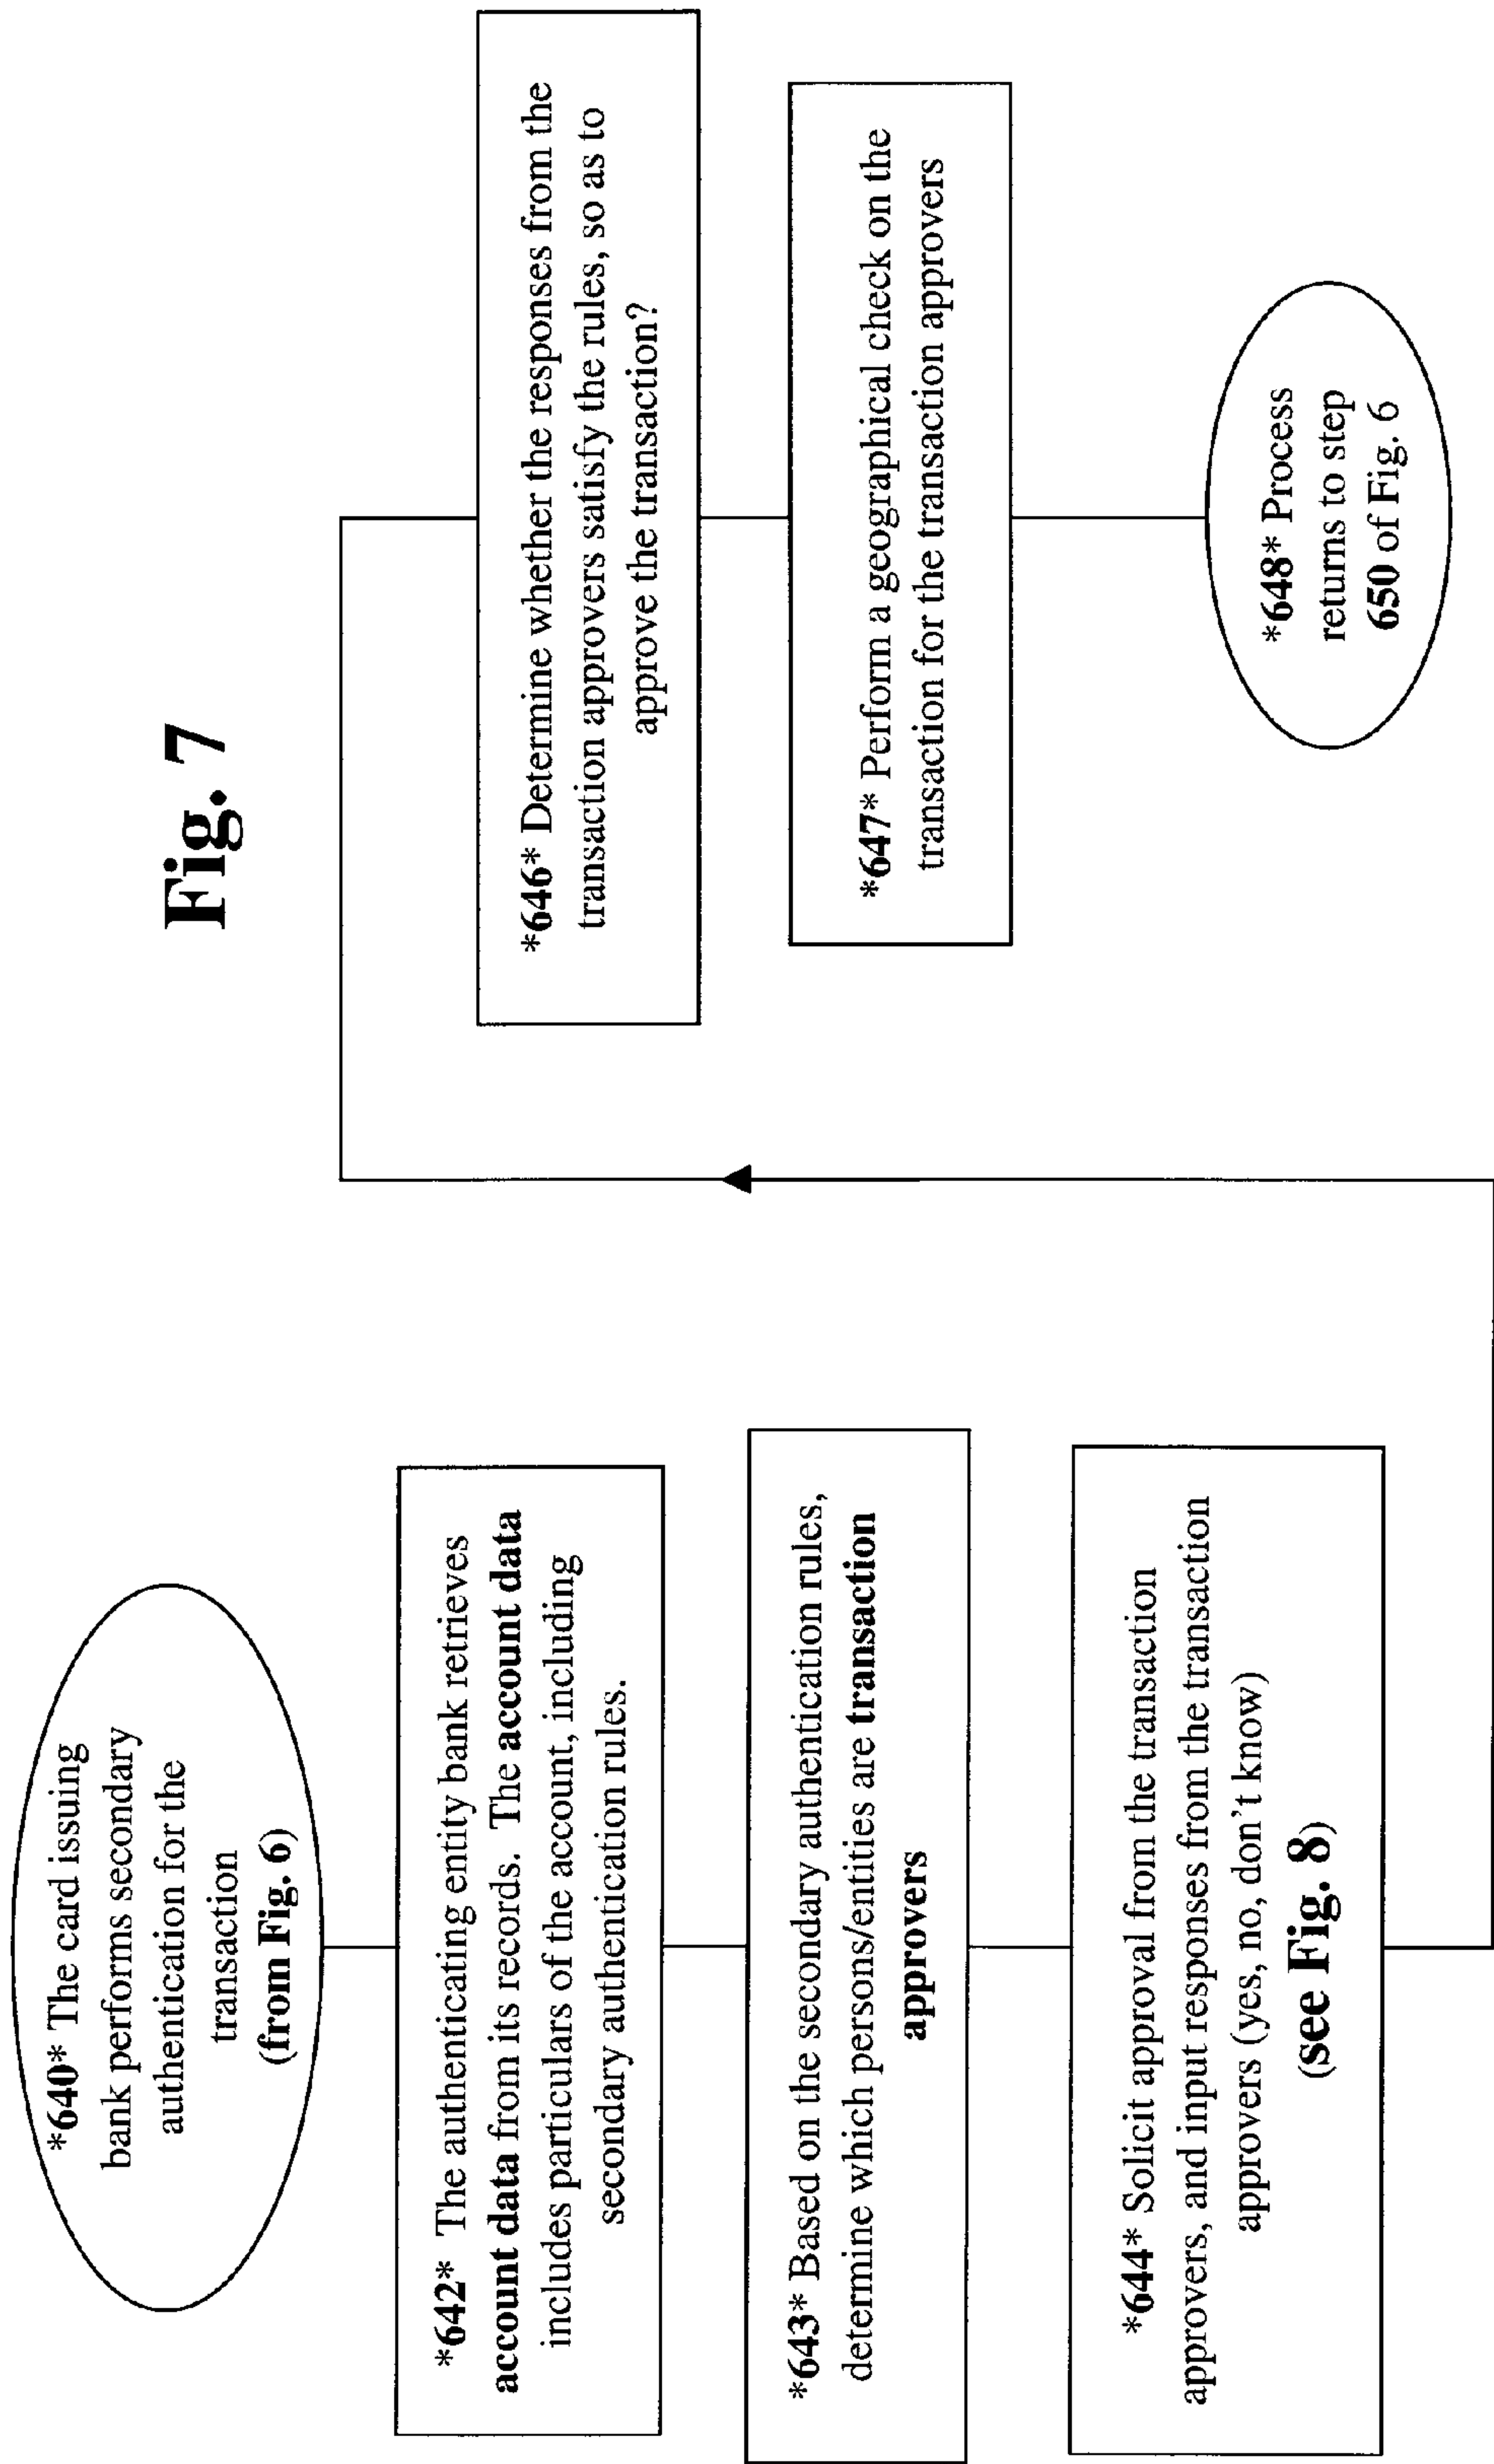 Fig. 7
*640* The card issuing
bank performs secondary
authentication for the
transaction
(from Fig. 6)
*642* The authenticating entity bank retrieves
account data from its records. The account data
includes particulars of the account, including
secondary authentication rules.
*643* Based on the secondary authentication rules,
determine which persons/entities are transaction
approvers
*644* Solicit approval from the transaction
approvers, and input responses from the transaction
approvers (yes, no, don't know)
(see Fig. 8)
*646* Determine whether the responses from the
transaction approvers satisfy the rules, so as to
approve the transaction?
*647* Perform a geographical check on the
transaction for the transaction approvers
*648* Process
returns to step
650 of Fig. 6